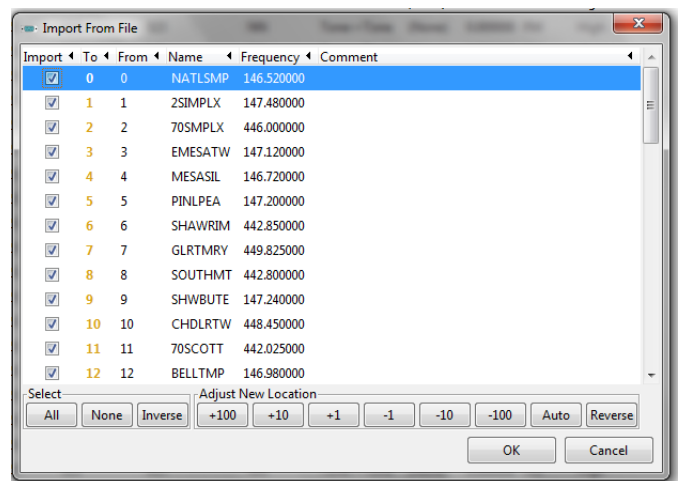 Import From File
Import To From Name Frequency Comment
0 0 NATLSMP 146.520000
1 1 2SIMPLX 147.480000
2 2 70SMPLX 446.000000
3 3 EMESATW 147.120000
4 4 MESASIL 146.720000
5 5 PINLPEA 147.200000
6 6 SHAWRIM 442.850000
7 7 GLRTMRY 449.825000
8 8 SOUTHMT 442.800000
9 9 SHWBUTE 147.240000
10 10 CHDLRTW 448.450000
11 11 70SCOTT 442.025000
12 12 BELLTMP 146.980000
Select Adjust New Location
All None Inverse +100 +10 +1 -1 -10 -100 Auto Reverse
OK Cancel